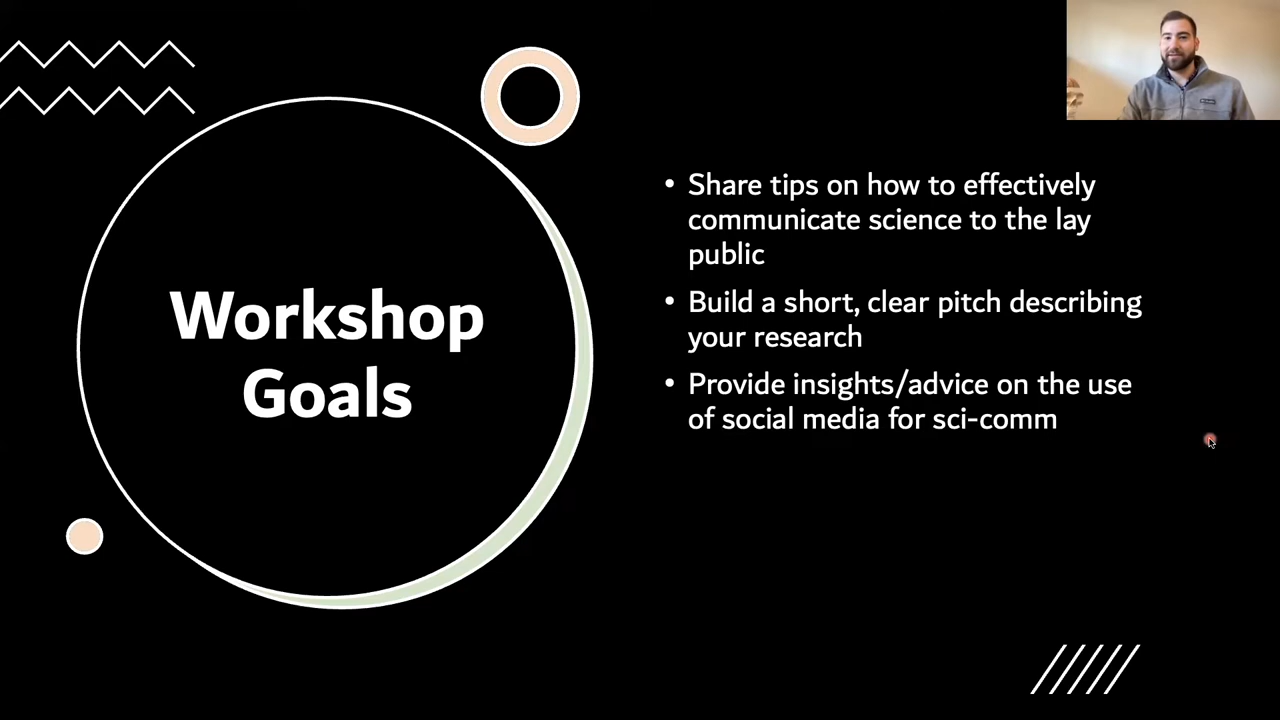 Workshop
Goals
• Share tips on how to effectively
communicate science to the lay
public
• Build a short, clear pitch describing
your research
• Provide insights/advice on the use
of social media for sci-comm